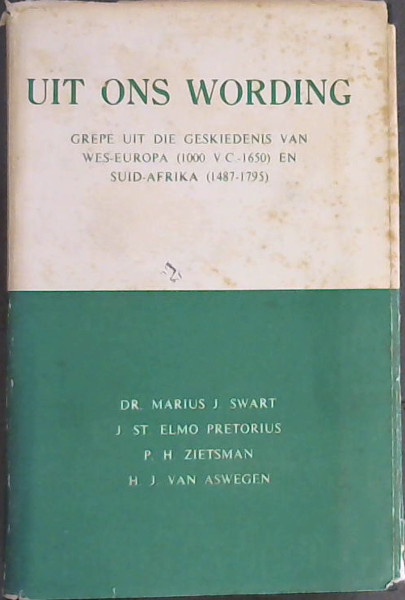 UIT ONS WORDING
GREPE UIT DIE GESKIEDENIS VAN
WES-EUROPA (1000 V C -1650) EN
SUID-AFRIKA (1487-1795)
DR. MARIUS J. SWART
J ST. ELMO PRETORIUS
P. H. ZIETSMAN
H. J. VAN ASWEGEN